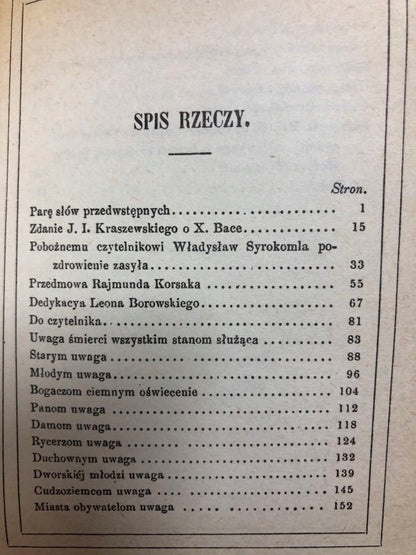 SPIS RZECZY.
Stron.
Parę słów przedwstępnych........................ 1
Zdanie J. I. Kraszewskiego o X. Bace............. 15
Pobożnemu czytelnikowi Władysław Syrokomla po-
zdrowienie zasyła........................... 33
Przedmowa Rajmunda Korsaka.................... 55
Dedykacya Leona Borowskiego.................... 67
Do czytelnika................................ 81
Uwaga śmierci wszystkim stanom służąca........... 83
Starym uwaga................................ 88
Młodym uwaga................................ 96
Bogaczom ciemnym oświecenie.................... 104
Panom uwaga................................ 112
Damom uwaga................................ 118
Rycerzom uwaga.............................. 124
Duchownym uwaga............................. 132
Dworskiéj młodzi uwaga......................... 139
Cudzoziemcom uwaga.......................... 145
Miasta obywatelom uwaga....................... 152